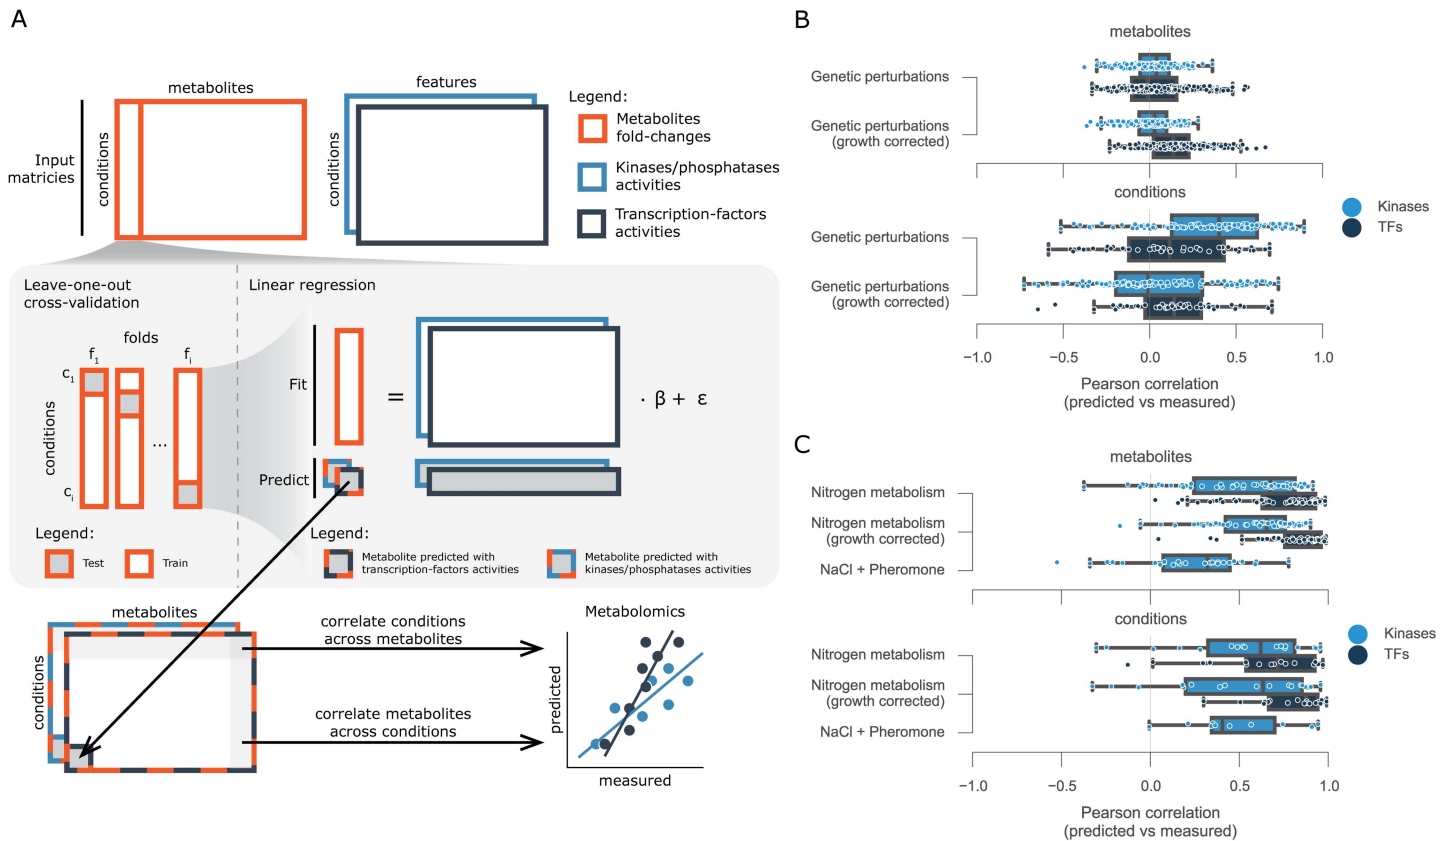 A
metabolites
features
conditions
conditions
Input
matricies
Legend:
Metabolites
fold-changes
Kinases/phosphatases
activities
Transcription-factors
activities
Leave-one-out
cross-validation
Linear regression
folds
f1
fi
c1
ci
conditions
...
Fit
=
· β + ε
Predict
Legend:
Test
Train
Legend:
Metabolite predicted with
transcription-factors activities
Metabolite predicted with
kinases/phosphatases activities
metabolites
conditions
correlate conditions
across metabolites
correlate metabolites
across conditions
Metabolomics
predicted
measured
B
metabolites
Genetic perturbations
Genetic perturbations
(growth corrected)
conditions
Genetic perturbations
Genetic perturbations
(growth corrected)
Kinases
TFs
−1.0
−0.5
0.0
0.5
1.0
Pearson correlation
(predicted vs measured)
C
metabolites
Nitrogen metabolism
Nitrogen metabolism
(growth corrected)
NaCl + Pheromone
conditions
Nitrogen metabolism
Nitrogen metabolism
(growth corrected)
NaCl + Pheromone
Kinases
TFs
−1.0
−0.5
0.0
0.5
1.0
Pearson correlation
(predicted vs measured)